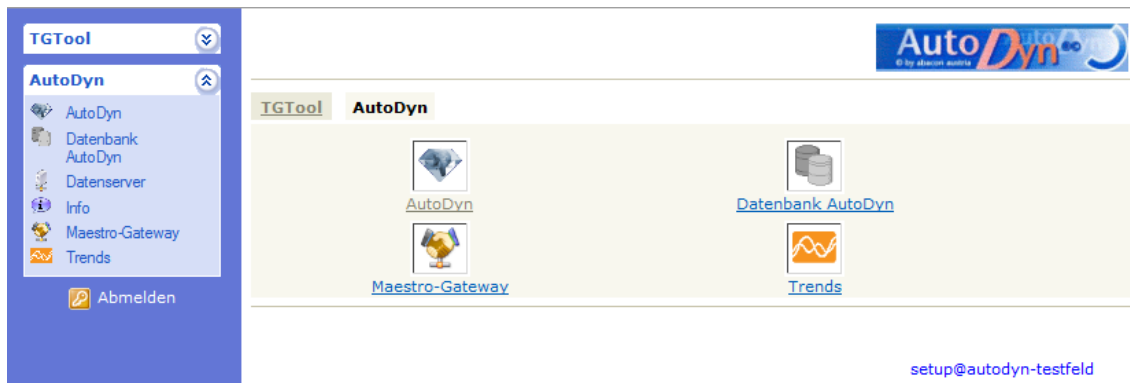 TGTool
AutoDyn
AutoDyn
Datenbank
AutoDyn
Datenserver
Info
Maestro-Gateway
Trends
Abmelden
AutoDyn
© by abacon austria
TGTool AutoDyn
AutoDyn Datenbank AutoDyn
Maestro-Gateway Trends
setup@autodyn-testfeld